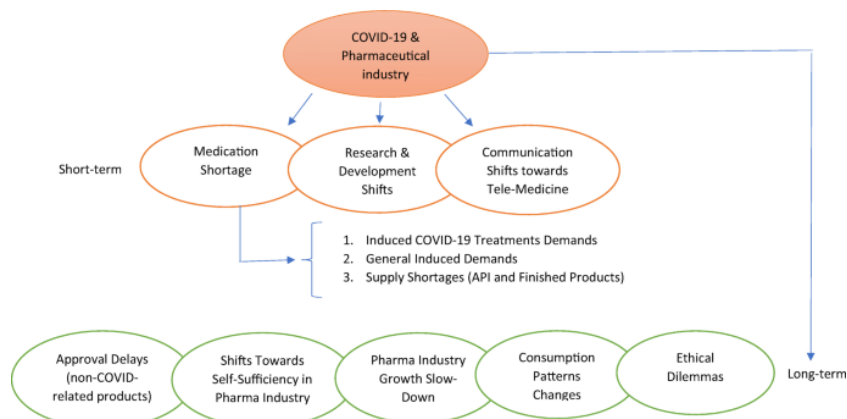 COVID-19 &
Pharmaceutical
industry
Short-term
Medication
Shortage
Research &
Development
Shifts
Communication
Shifts towards
Tele-Medicine
1. Induced COVID-19 Treatments Demands
2. General Induced Demands
3. Supply Shortages (API and Finished Products)
Approval Delays
(non-COVID-
related products)
Shifts Towards
Self-Sufficiency in
Pharma Industry
Pharma Industry
Growth Slow-
Down
Consumption
Patterns
Changes
Ethical
Dilemmas
Long-term